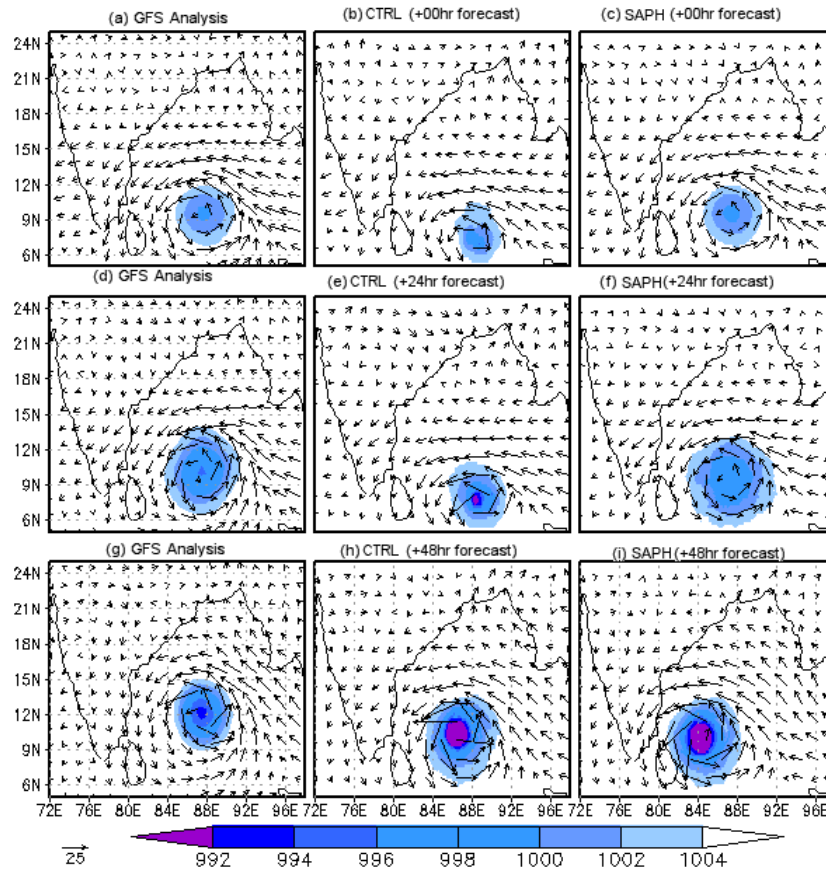 (a) GFS Analysis
(b) CTRL (+00hr forecast)
(c) SAPH (+00hr forecast)
24N
21N
18N
15N
12N
9N
6N
(d) GFS Analysis
(e) CTRL (+24hr forecast)
(f) SAPH(+24hr forecast)
24N
21N
18N
15N
12N
9N
6N
(g) GFS Analysis
(h) CTRL (+48hr forecast)
(i) SAPH (+48hr forecast)
24N
21N
18N
15N
12N
9N
6N
72E 76E 80E 84E 88E 92E 96E 72E 76E 80E 84E 88E 92E 96E 72E 76E 80E 84E 88E 92E 96E
25
992 994 996 998 1000 1002 1004